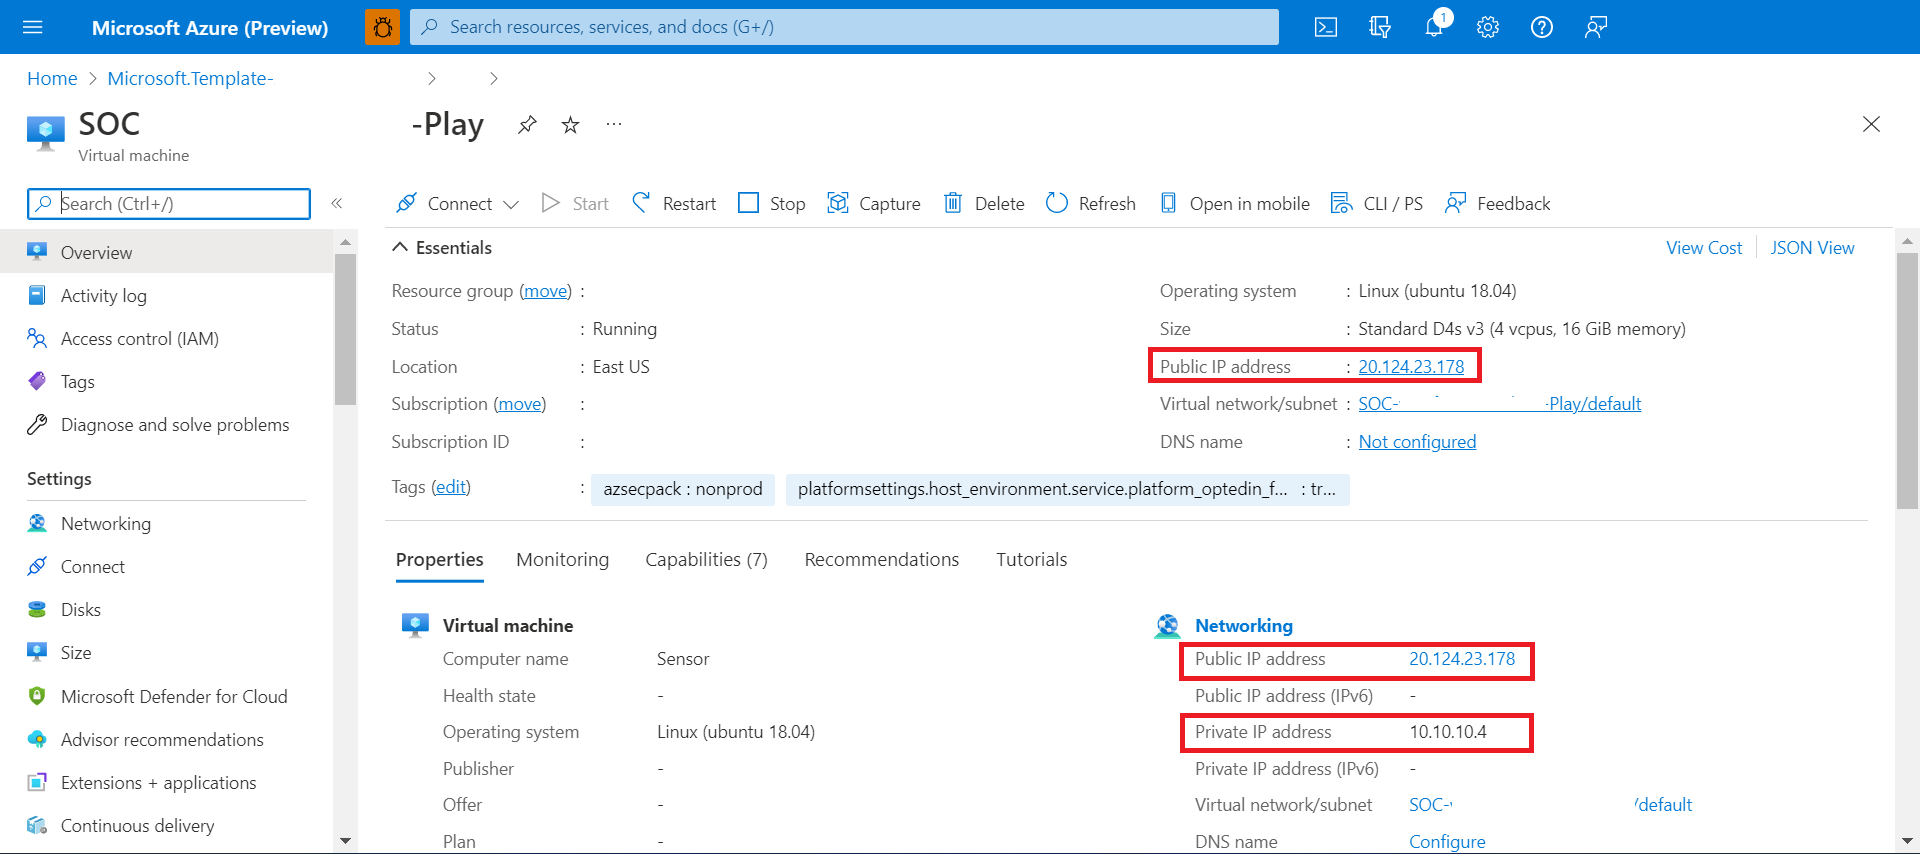 Microsoft Azure (Preview)
Search resources, services, and docs (G+/)
1
Home > Microsoft.Template- > >
SOC -Play ...
Virtual machine
Search (Ctrl+/) «
Connect Start Restart Stop Capture Delete Refresh Open in mobile CLI / PS Feedback
Overview
Activity log
Access control (IAM)
Tags
Diagnose and solve problems
Settings
Networking
Connect
Disks
Size
Microsoft Defender for Cloud
Advisor recommendations
Extensions + applications
Continuous delivery
Essentials
View Cost
JSON View
Resource group (move) :
Status : Running
Location : East US
Subscription (move) :
Subscription ID :
Operating system : Linux (ubuntu 18.04)
Size : Standard D4s v3 (4 vcpus, 16 GiB memory)
Public IP address : 20.124.23.178
Virtual network/subnet : SOC- -Play/default
DNS name : Not configured
Tags (edit) : azsecpack : nonprod platformsettings.host_environment.service.platform_optedin_f... : tr...
Properties Monitoring Capabilities (7) Recommendations Tutorials
Virtual machine
Computer name Sensor
Health state -
Operating system Linux (ubuntu 18.04)
Publisher -
Offer -
Plan -
Networking
Public IP address 20.124.23.178
Public IP address (IPv6) -
Private IP address 10.10.10.4
Private IP address (IPv6) -
Virtual network/subnet SOC- /default
DNS name Configure